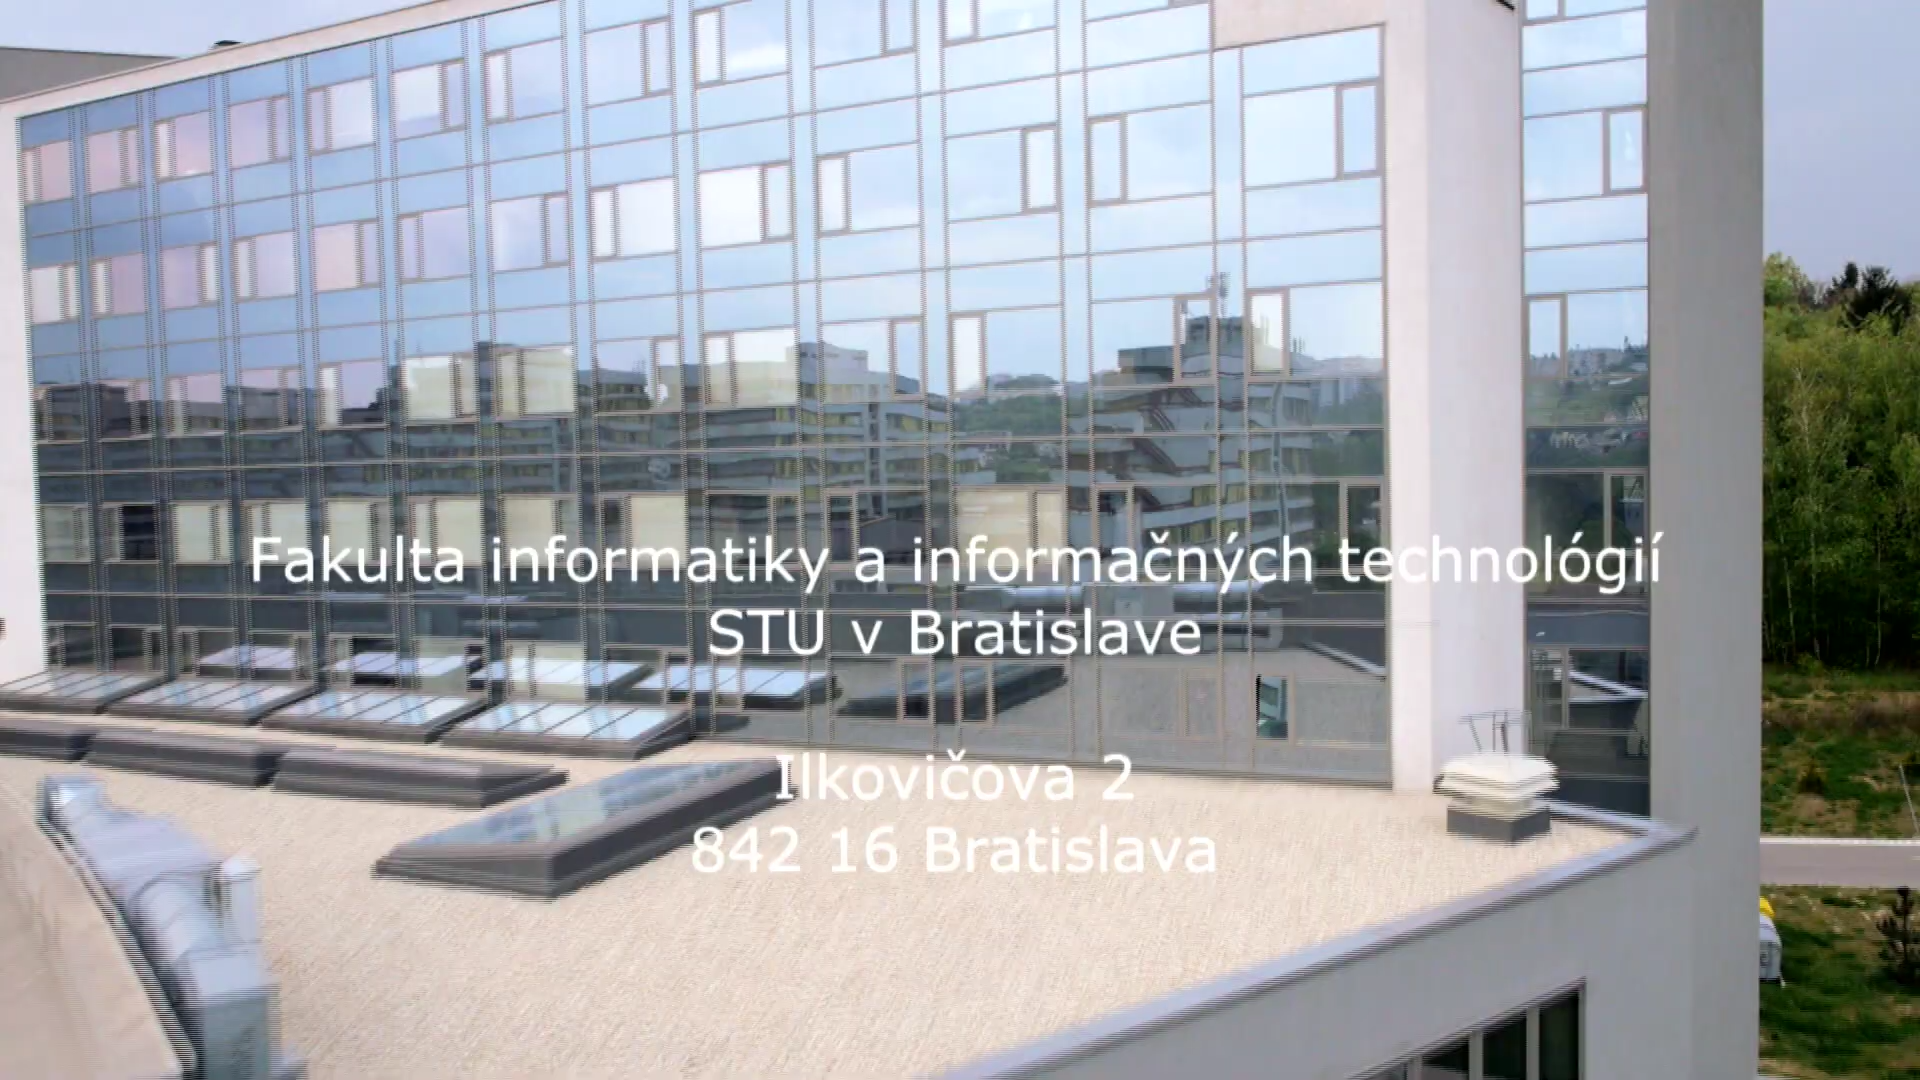 Fakulta informatiky a informačných technológií
STU v Bratislave
Ilkovičova 2
842 16 Bratislava